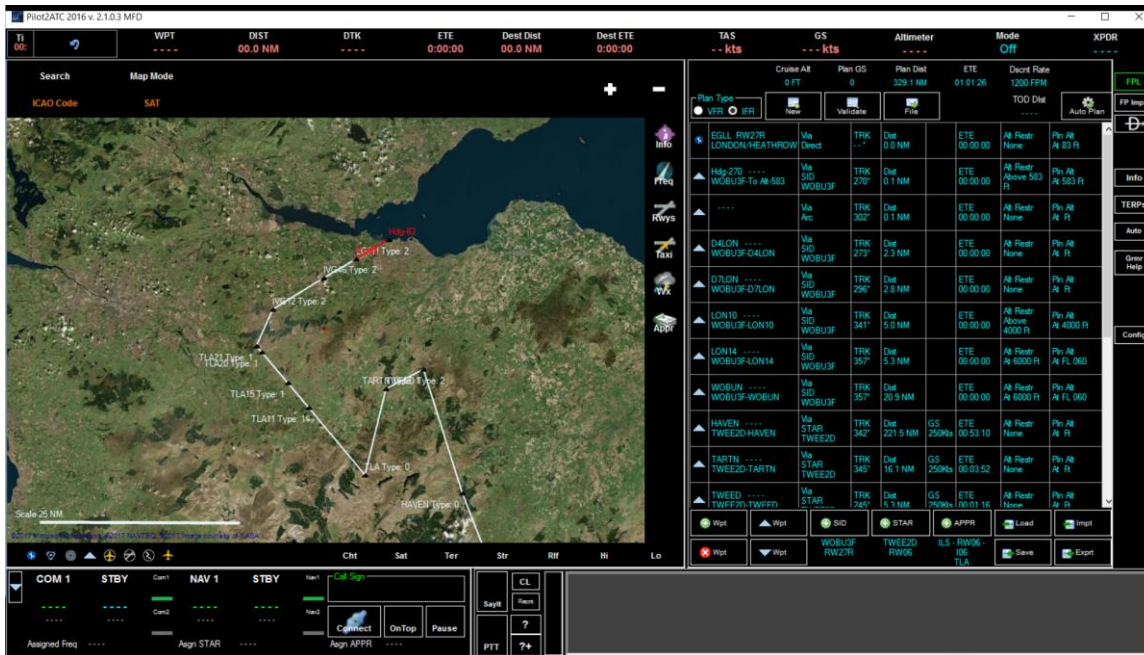 Pilot2ATC 2016 v. 2.1.0.3 MFD
Ti WPT DIST DTK ETE Dest Dist Dest ETE TAS GS Altimeter Mode XPDR
00: - - - - 00.0 NM - - - - 0:00:00 00.0 NM 0:00:00 - - kts - - - kts - - - - Off - - - -
Search Map Mode
ICAO Code SAT
+ -
Info
Freq
Rwys
Taxi
Wx
Appr
Hdg-62
Type: 2
Type: 2
Type: 2
TLA21 Type: 1
TLA20 Type: 1
TLA15 Type: 1
TLA11 Type: 14
Type: 2
TLA Type: 0
HAVEN Type: 0
Scale 25 NM
Cht Sat Ter Str Rlf Hi Lo
Cruise Alt Plan GS Plan Dist ETE Dscnt Rate
0 FT 0 329.1 NM 01:01:26 1200 FPM
Plan Type TOD Dist
VFR IFR New Validate File - - - - Auto Plan
EGLL RW27R Via TRK Dist ETE Alt Restr Pln Alt
LONDON/HEATHROW Direct - - ° 0.0 NM 00:00:00 None At 83 Ft
Hdg-270 - - - - Via TRK Dist ETE Alt Restr Pln Alt
WOBU3F-To Alt-583 SID WOBU3F 270° 0.1 NM 00:00:00 Above 583 Ft At 583 Ft
- - - - Via TRK Dist ETE Alt Restr Pln Alt
Arc 302° 0.1 NM 00:00:00 None At Ft
D4LON - - - - Via TRK Dist ETE Alt Restr Pln Alt
WOBU3F-D4LON SID WOBU3F 273° 2.3 NM 00:00:00 None At Ft
D7LON - - - - Via TRK Dist ETE Alt Restr Pln Alt
WOBU3F-D7LON SID WOBU3F 296° 2.8 NM 00:00:00 None At Ft
LON10 - - - - Via TRK Dist ETE Alt Restr Pln Alt
WOBU3F-LON10 SID WOBU3F 341° 5.0 NM 00:00:00 Above 4000 Ft At 4000 Ft
LON14 - - - - Via TRK Dist ETE Alt Restr Pln Alt
WOBU3F-LON14 SID WOBU3F 357° 5.3 NM 00:00:00 At 6000 Ft At FL 060
WOBUN - - - - Via TRK Dist ETE Alt Restr Pln Alt
WOBU3F-WOBUN SID WOBU3F 357° 20.9 NM 00:00:00 At 6000 Ft At FL 060
HAVEN - - - - Via TRK Dist GS ETE Alt Restr Pln Alt
TWEE2D-HAVEN STAR TWEE2D 342° 221.5 NM 250Kts 00:53:10 None At Ft
TARTN - - - - Via TRK Dist GS ETE Alt Restr Pln Alt
TWEE2D-TARTN STAR TWEE2D 345° 16.1 NM 250Kts 00:03:52 None At Ft
TWEED - - - - Via TRK Dist GS ETE Alt Restr Pln Alt
TWEE2D-TWEED STAR 245° 5.3 NM 250Kts 00:01:16 None At Ft
Wpt Wpt SID STAR APPR Load Impt
Wpt Wpt WOBU3F RW27R TWEE2D RW06 ILS - RW06 - I06 TLA Save Exprt
FPL
FP Imp
D
Info
TERPs
Auto
Grmr Help
Config
COM 1 STBY Com1 NAV 1 STBY Nav1 Call Sign
- - - - - - - - - - - - - - - -
- - - - - - - - Com2 - - - - - - - - Nav2
Connect OnTop Pause
Assigned Freq - - - - Asgn STAR - - - - Asgn APPR - - - -
SayIt CL
Racnt
PTT ?
?+